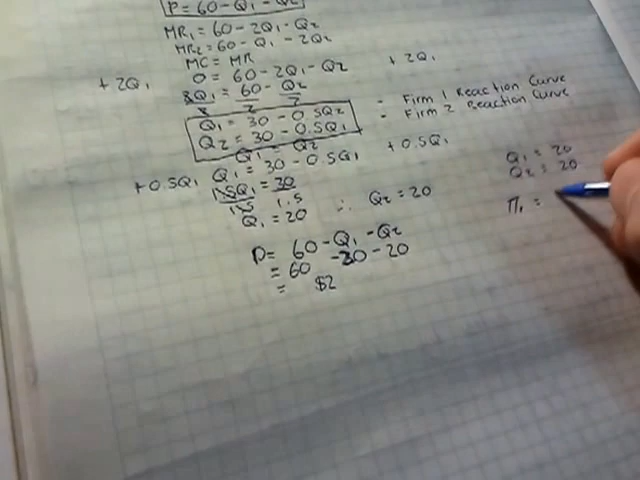 P = 60 - Q₁ - Q₂
MR₁ = 60 - 2Q₁ - Q₂
MR₂ = 60 - Q₁ - 2Q₂
MC = MR
+ 2Q₁ 0 = 60 - 2Q₁ - Q₂ + 2Q₁
2Q₁ = 60 - Q₂
2 2 2
Q₁ = 30 - 0.5Q₂ - Firm 1 Reaction Curve
Q₂ = 30 - 0.5Q₁ - Firm 2 Reaction Curve
Q₁ = Q₂
+ 0.5Q₁ Q₁ = 30 - 0.5Q₁ + 0.5Q₁
1.5Q₁ = 30
1.5 1.5
Q₁ = 20 ∴ Q₂ = 20
P = 60 - Q₁ - Q₂
= 60 - 20 - 20
= $2
Q₁ = 20
Q₂ = 20
Π₁ =